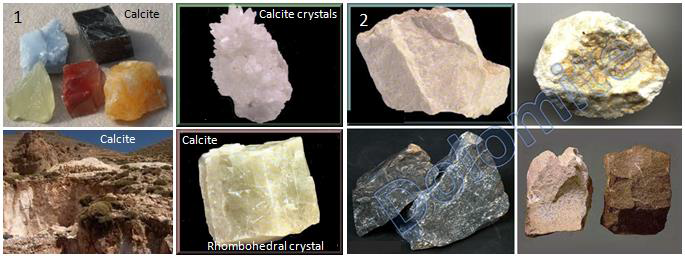 1
Calcite
Calcite crystals
2
Calcite
Calcite
Rhombohedral crystal
Dolomite